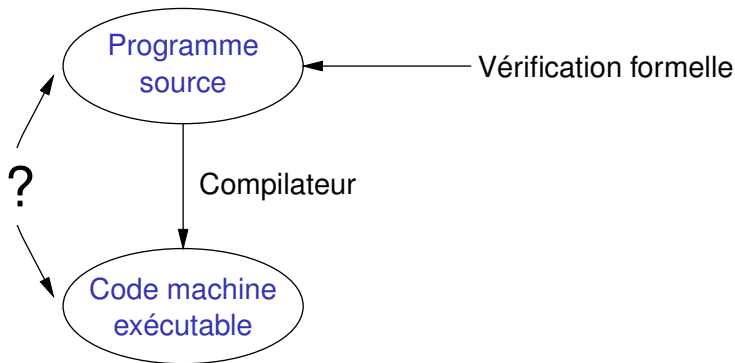 Programme
source
Vérification formelle
?
Compilateur
Code machine
exécutable